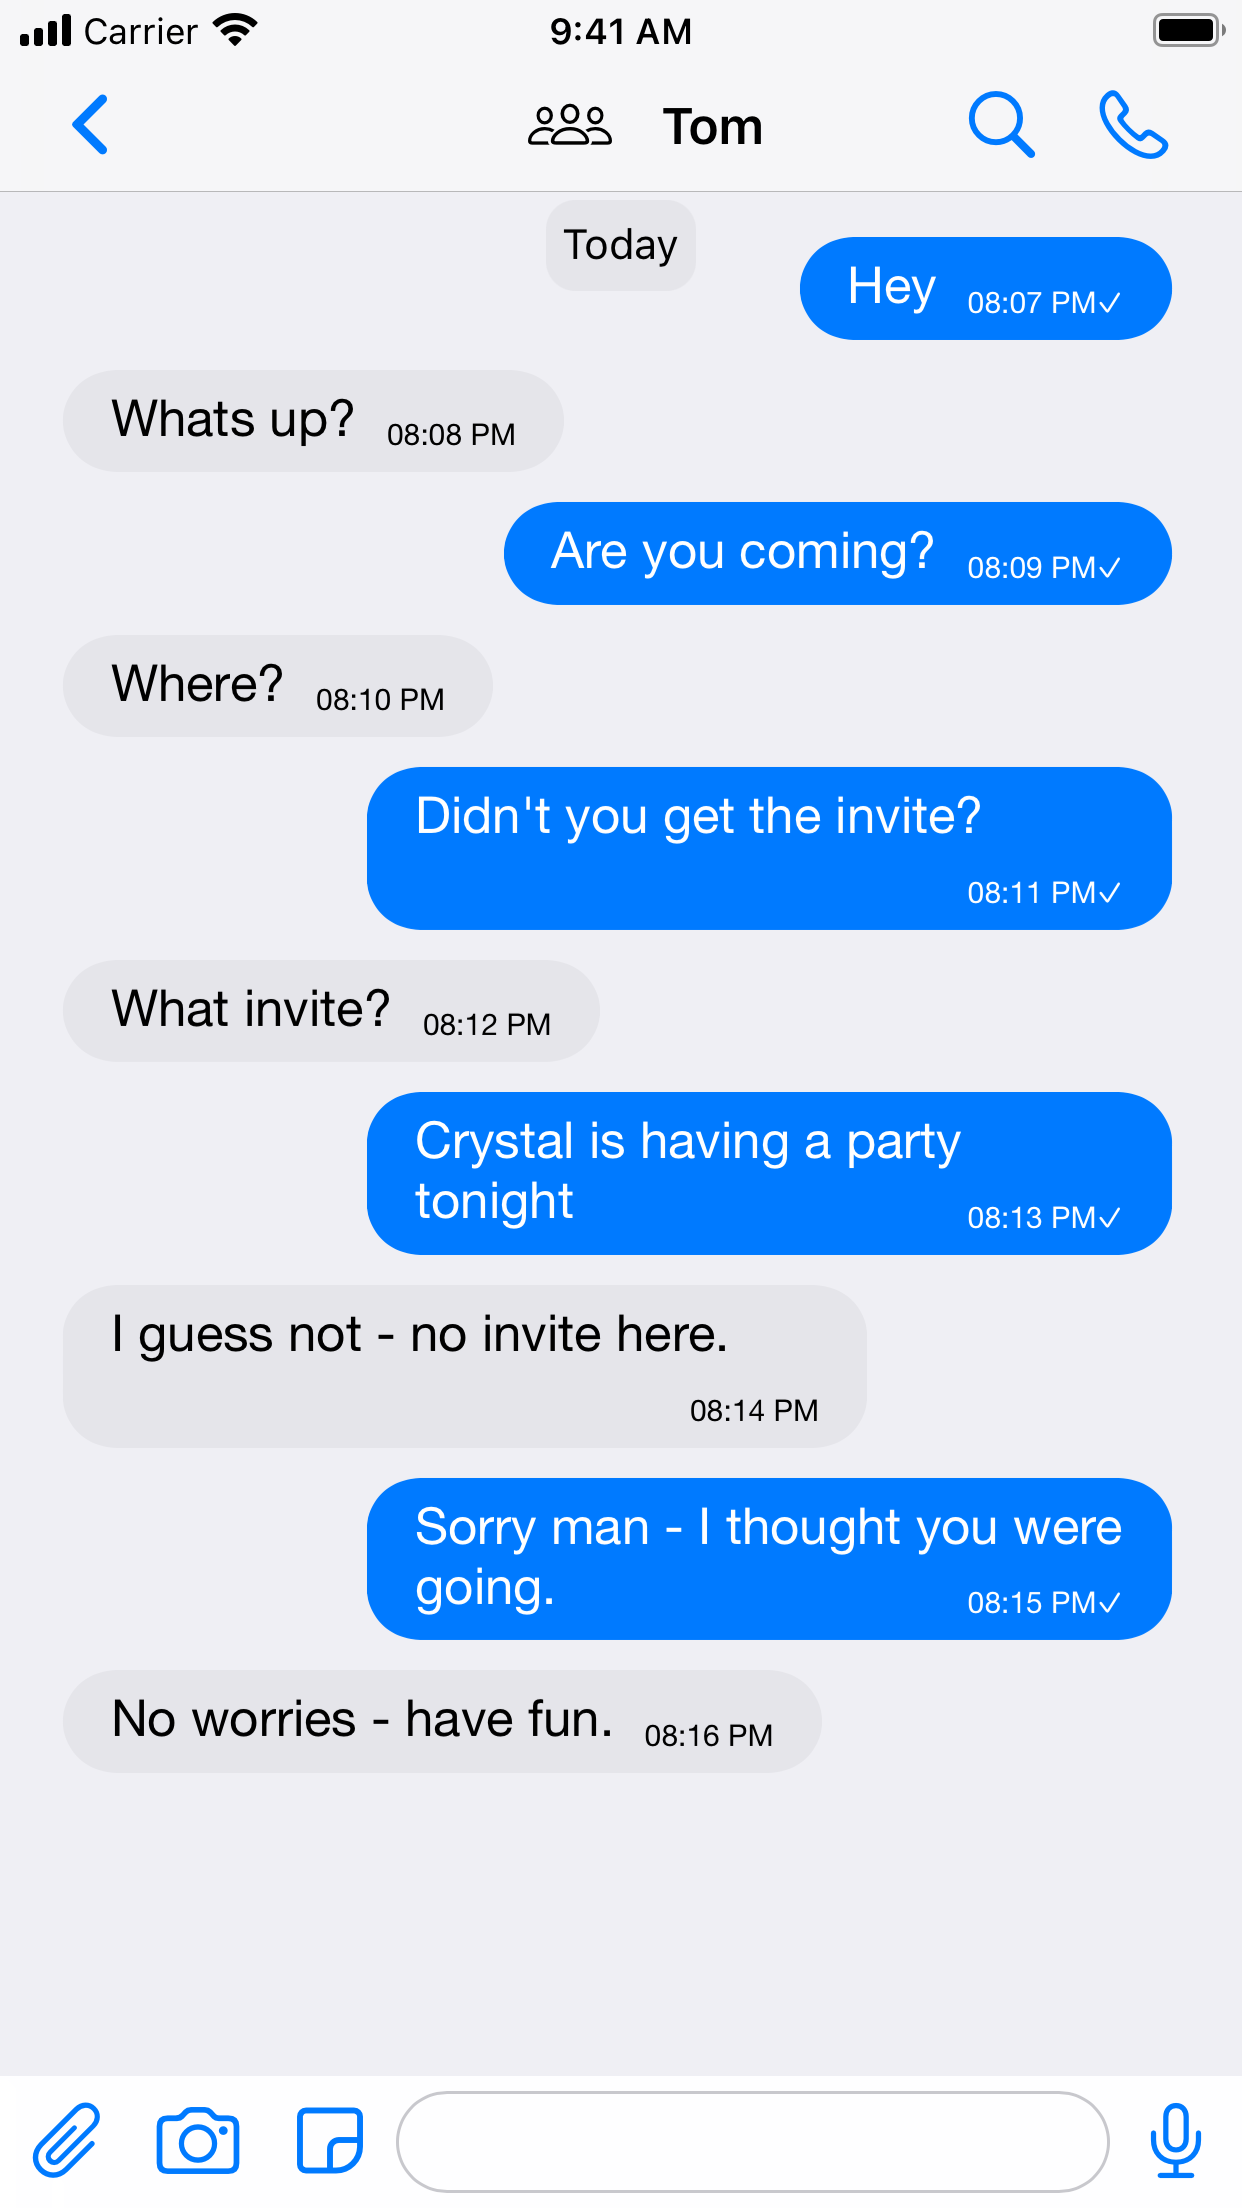 Carrier 9:41 AM
Tom
Today
Hey 08:07 PM✓
Whats up? 08:08 PM
Are you coming? 08:09 PM✓
Where? 08:10 PM
Didn't you get the invite?
08:11 PM✓
What invite? 08:12 PM
Crystal is having a party
tonight 08:13 PM✓
I guess not - no invite here.
08:14 PM
Sorry man - I thought you were
going. 08:15 PM✓
No worries - have fun. 08:16 PM